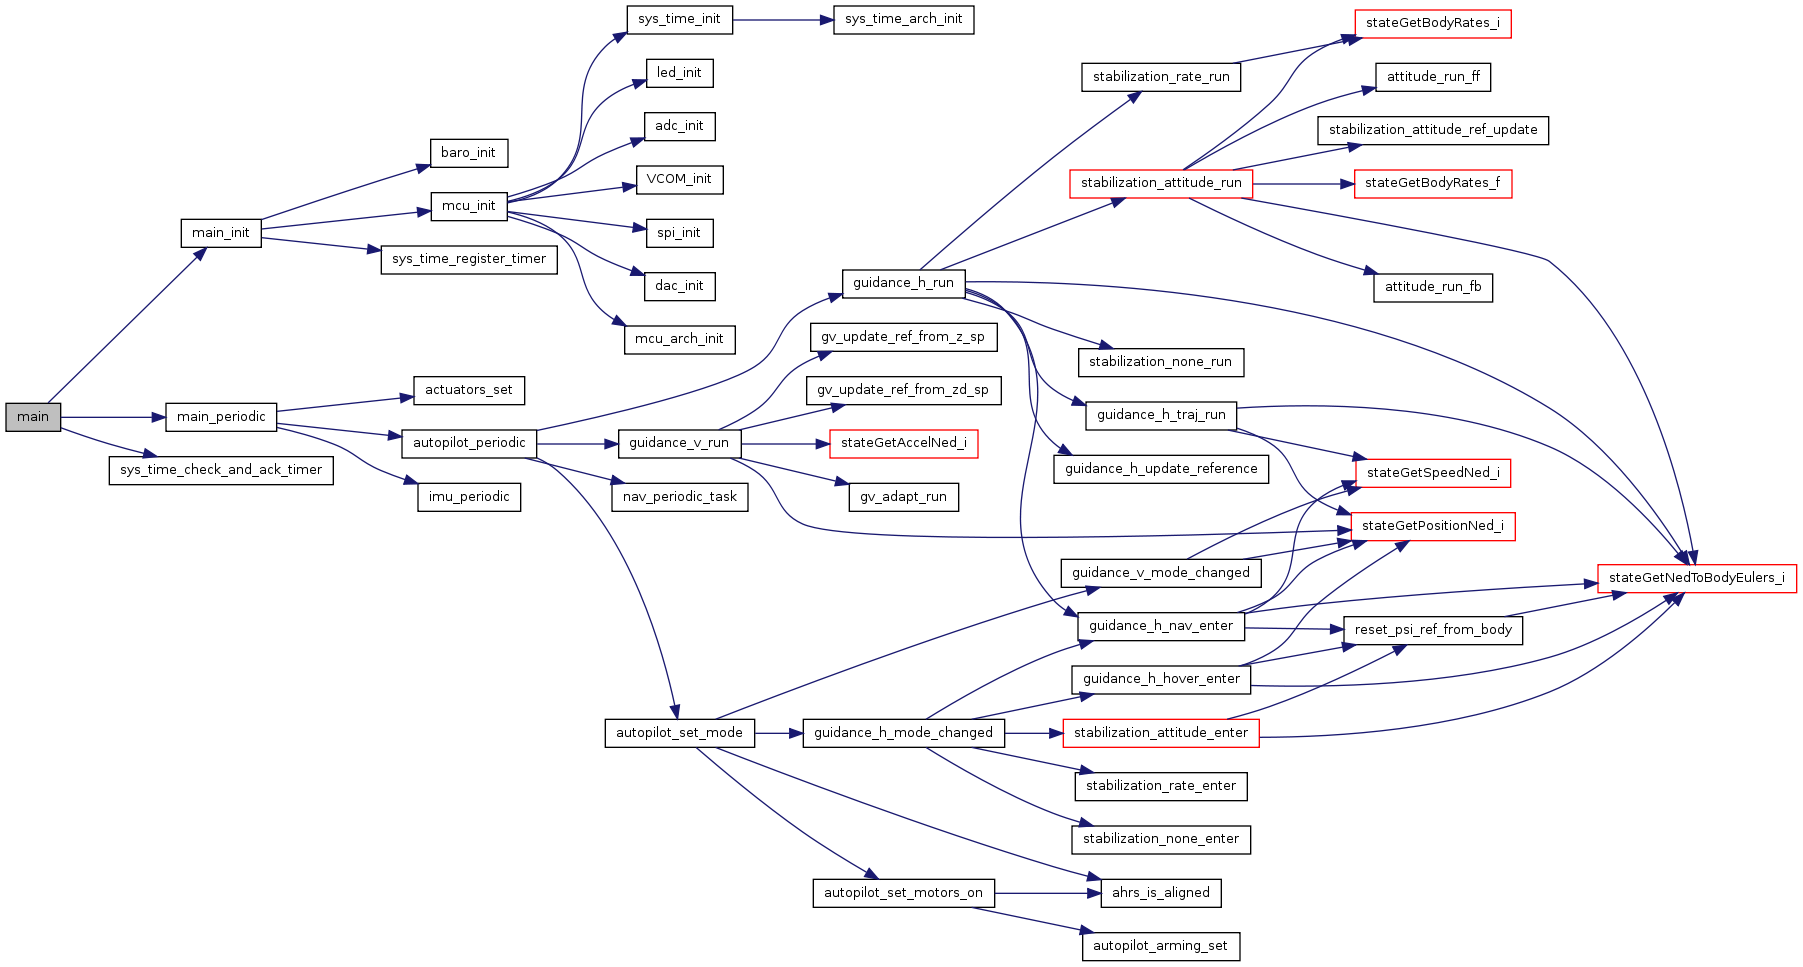 sys_time_init
sys_time_arch_init
stateGetBodyRates_i
led_init
stabilization_rate_run
attitude_run_ff
adc_init
stabilization_attitude_ref_update
baro_init
VCOM_init
stabilization_attitude_run
stateGetBodyRates_f
mcu_init
main_init
spi_init
sys_time_register_timer
dac_init
guidance_h_run
attitude_run_fb
mcu_arch_init
gv_update_ref_from_z_sp
stabilization_none_run
actuators_set
gv_update_ref_from_zd_sp
main
main_periodic
guidance_h_traj_run
autopilot_periodic
guidance_v_run
stateGetAccelNed_i
sys_time_check_and_ack_timer
guidance_h_update_reference
stateGetSpeedNed_i
imu_periodic
nav_periodic_task
gv_adapt_run
stateGetPositionNed_i
guidance_v_mode_changed
stateGetNedToBodyEulers_i
guidance_h_nav_enter
reset_psi_ref_from_body
guidance_h_hover_enter
autopilot_set_mode
guidance_h_mode_changed
stabilization_attitude_enter
stabilization_rate_enter
stabilization_none_enter
autopilot_set_motors_on
ahrs_is_aligned
autopilot_arming_set